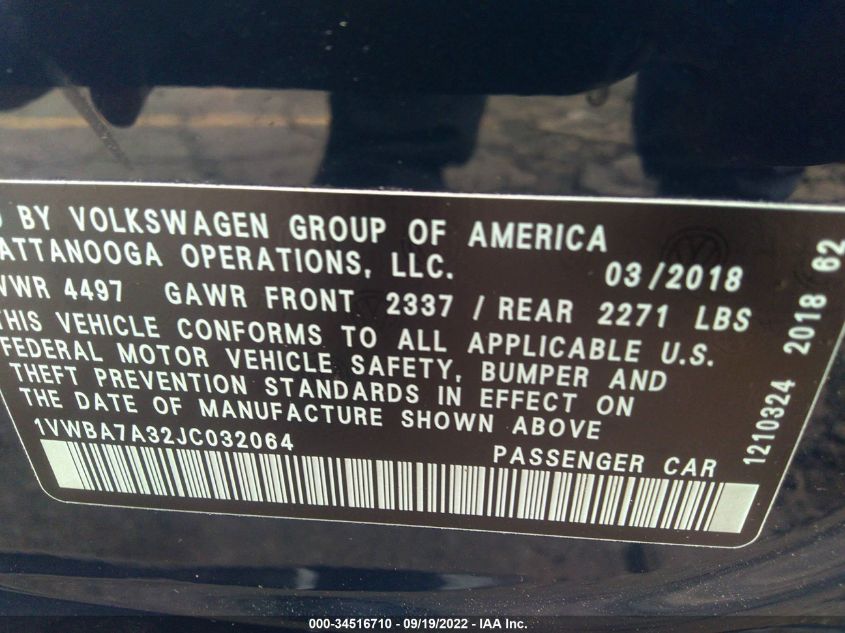 D BY VOLKSWAGEN GROUP OF AMERICA
ATTANOOGA OPERATIONS, LLC. 03/2018
VWR 4497 GAWR FRONT 2337 / REAR 2271 LBS
THIS VEHICLE CONFORMS TO ALL APPLICABLE U.S.
FEDERAL MOTOR VEHICLE SAFETY, BUMPER AND
THEFT PREVENTION STANDARDS IN EFFECT ON
THE DATE OF MANUFACTURE SHOWN ABOVE
1VWBA7A32JC032064 PASSENGER CAR
1210324 2018 62
000-34516710 - 09/19/2022 - IAA Inc.